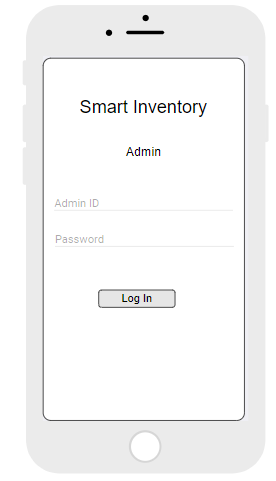 Smart Inventory
Admin
Admin ID
Password
Log In